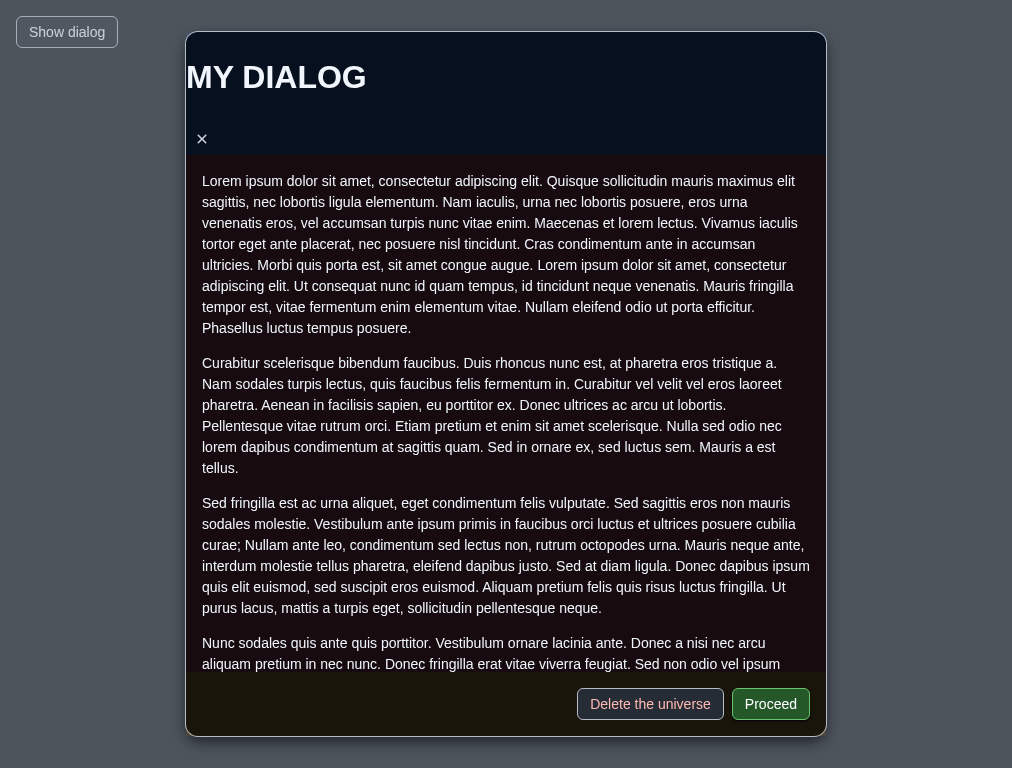 Show dialog
MY DIALOG
×
Lorem ipsum dolor sit amet, consectetur adipiscing elit. Quisque sollicitudin mauris maximus elit
sagittis, nec lobortis ligula elementum. Nam iaculis, urna nec lobortis posuere, eros urna
venenatis eros, vel accumsan turpis nunc vitae enim. Maecenas et lorem lectus. Vivamus iaculis
tortor eget ante placerat, nec posuere nisl tincidunt. Cras condimentum ante in accumsan
ultricies. Morbi quis porta est, sit amet congue augue. Lorem ipsum dolor sit amet, consectetur
adipiscing elit. Ut consequat nunc id quam tempus, id tincidunt neque venenatis. Mauris fringilla
tempor est, vitae fermentum enim elementum vitae. Nullam eleifend odio ut porta efficitur.
Phasellus luctus tempus posuere.
Curabitur scelerisque bibendum faucibus. Duis rhoncus nunc est, at pharetra eros tristique a.
Nam sodales turpis lectus, quis faucibus felis fermentum in. Curabitur vel velit vel eros laoreet
pharetra. Aenean in facilisis sapien, eu porttitor ex. Donec ultrices ac arcu ut lobortis.
Pellentesque vitae rutrum orci. Etiam pretium et enim sit amet scelerisque. Nulla sed odio nec
lorem dapibus condimentum at sagittis quam. Sed in ornare ex, sed luctus sem. Mauris a est
tellus.
Sed fringilla est ac urna aliquet, eget condimentum felis vulputate. Sed sagittis eros non mauris
sodales molestie. Vestibulum ante ipsum primis in faucibus orci luctus et ultrices posuere cubilia
curae; Nullam ante leo, condimentum sed lectus non, rutrum octopodes urna. Mauris neque ante,
interdum molestie tellus pharetra, eleifend dapibus justo. Sed at diam ligula. Donec dapibus ipsum
quis elit euismod, sed suscipit eros euismod. Aliquam pretium felis quis risus luctus fringilla. Ut
purus lacus, mattis a turpis eget, sollicitudin pellentesque neque.
Nunc sodales quis ante quis porttitor. Vestibulum ornare lacinia ante. Donec a nisi nec arcu
aliquam pretium in nec nunc. Donec fringilla erat vitae viverra feugiat. Sed non odio vel ipsum
Delete the universe
Proceed